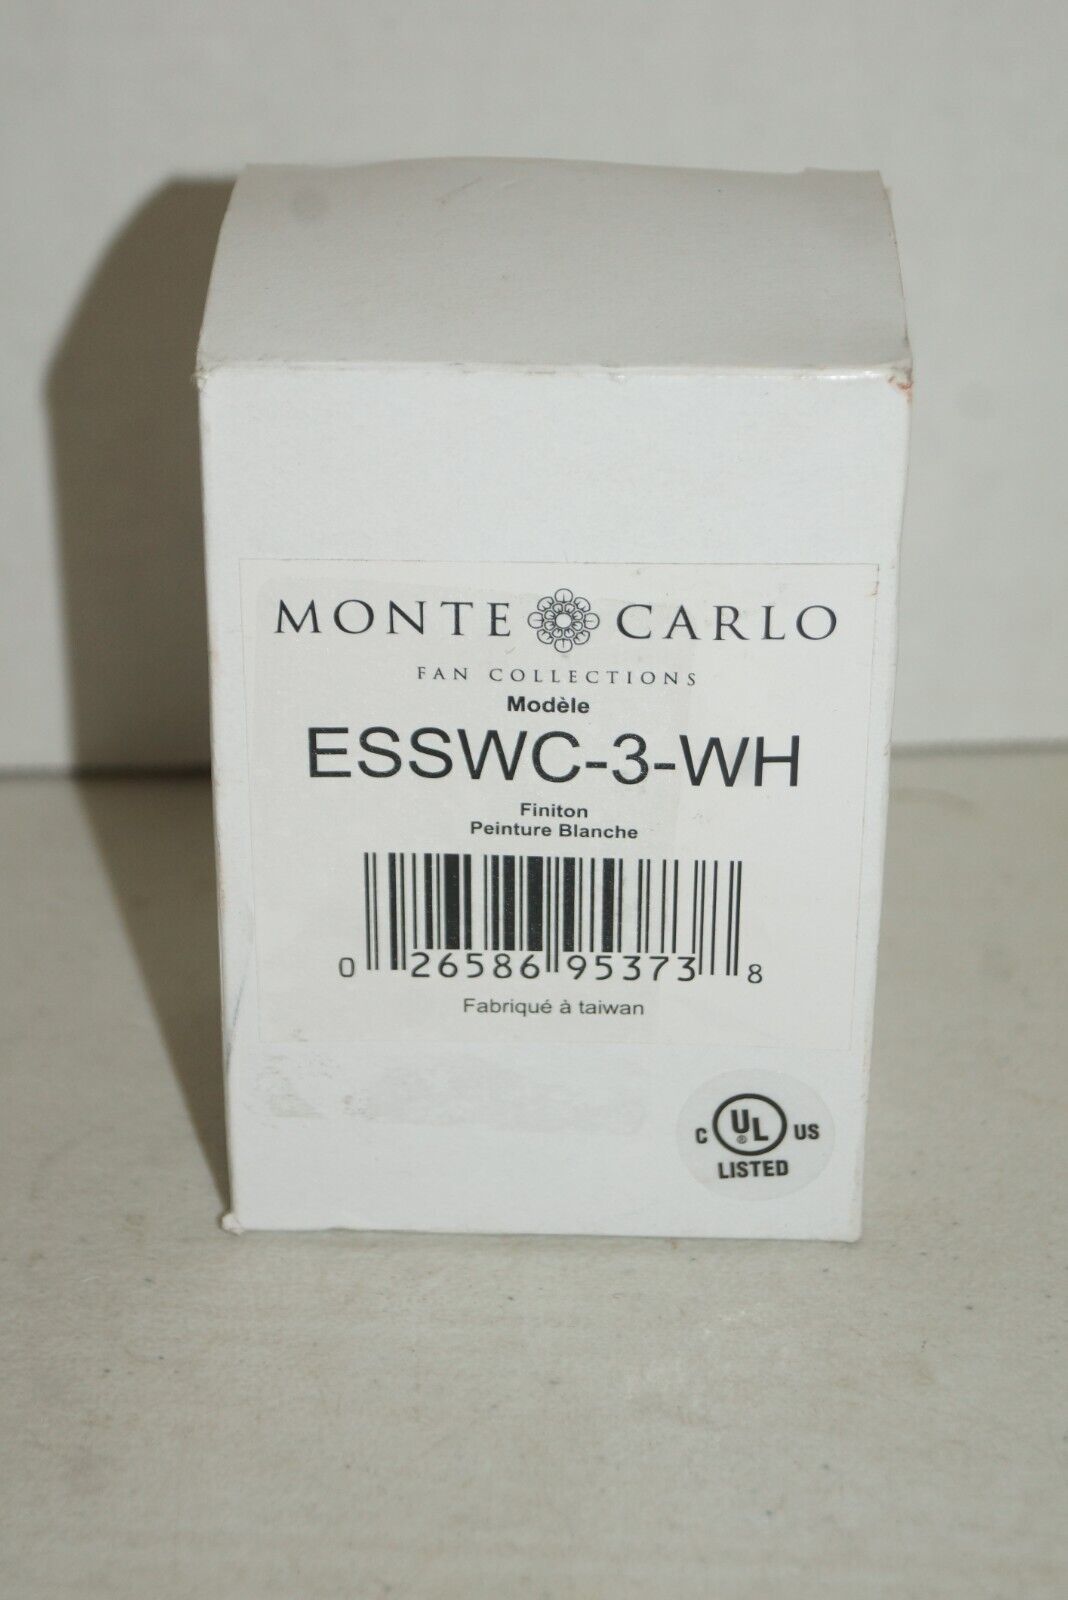 MONTE CARLO
FAN COLLECTIONS
Modèle
ESSWC-3-WH
Finiton
Peinture Blanche
0 26586 95373 8
Fabriqué à taiwan
C UL® US
LISTED